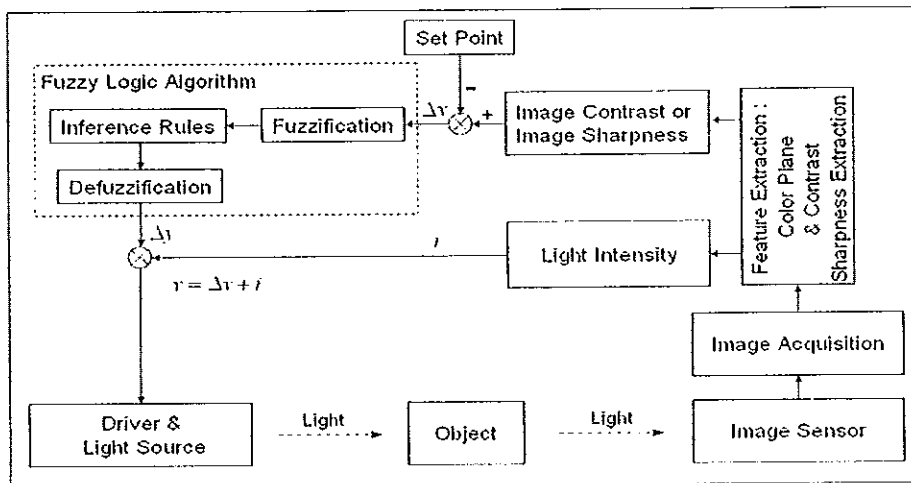 Set Point
-
Fuzzy Logic Algorithm
Inference Rules
Fuzzification
Δv
+
Image Contrast or
Image Sharpness
Feature Extraction :
Color Plane
& Contrast
Sharpness Extraction
Defuzzification
Light Intensity
v = Δv + i
Image Acquisition
Driver &
Light Source
Light
Object
Light
Image Sensor